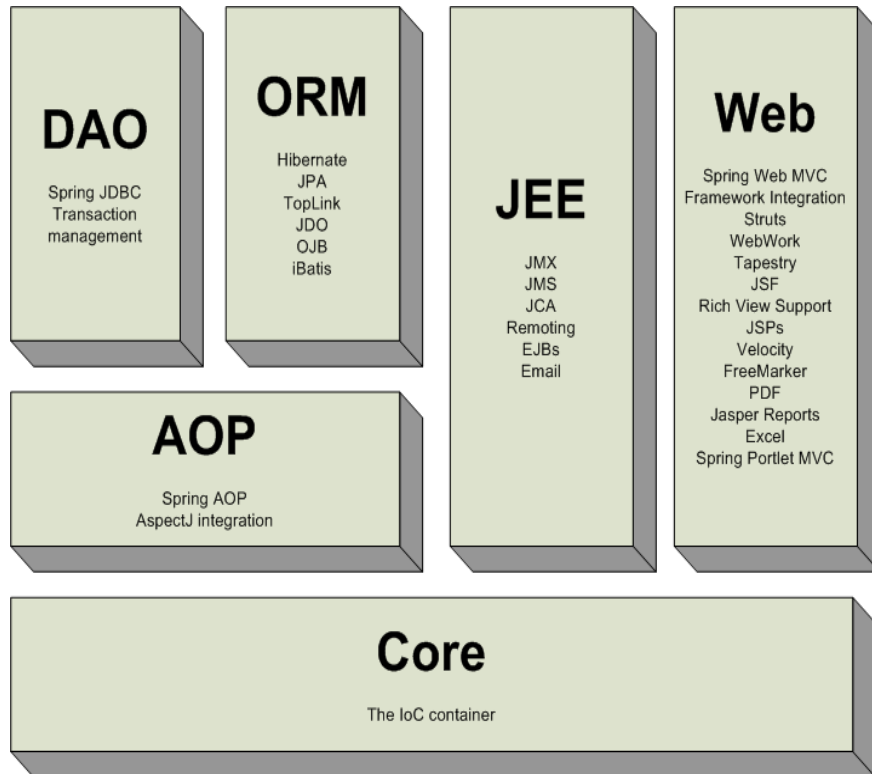 DAO
Spring JDBC
Transaction
management
ORM
Hibernate
JPA
TopLink
JDO
OJB
iBatis
JEE
JMX
JMS
JCA
Remoting
EJBs
Email
Web
Spring Web MVC
Framework Integration
Struts
WebWork
Tapestry
JSF
Rich View Support
JSPs
Velocity
FreeMarker
PDF
Jasper Reports
Excel
Spring Portlet MVC
AOP
Spring AOP
AspectJ integration
Core
The IoC container